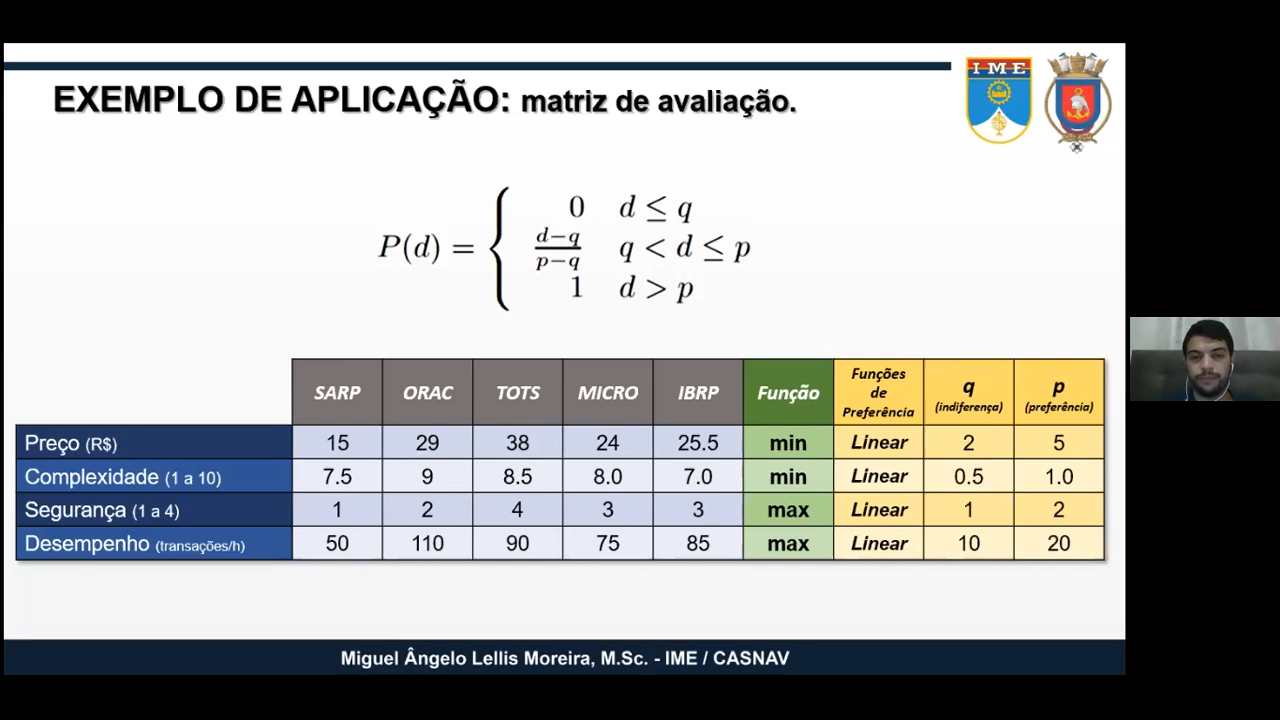 EXEMPLO DE APLICAÇÃO: matriz de avaliação.
IME
P(d) = { 0 d ≤ q
d−q / p−q q < d ≤ p
1 d > p
SARP ORAC TOTS MICRO IBRP Função Funções de Preferência q (indiferença) p (preferência)
Preço (R$) 15 29 38 24 25.5 min Linear 2 5
Complexidade (1 a 10) 7.5 9 8.5 8.0 7.0 min Linear 0.5 1.0
Segurança (1 a 4) 1 2 4 3 3 max Linear 1 2
Desempenho (transações/h) 50 110 90 75 85 max Linear 10 20
Miguel Ângelo Lellis Moreira, M.Sc. - IME / CASNAV